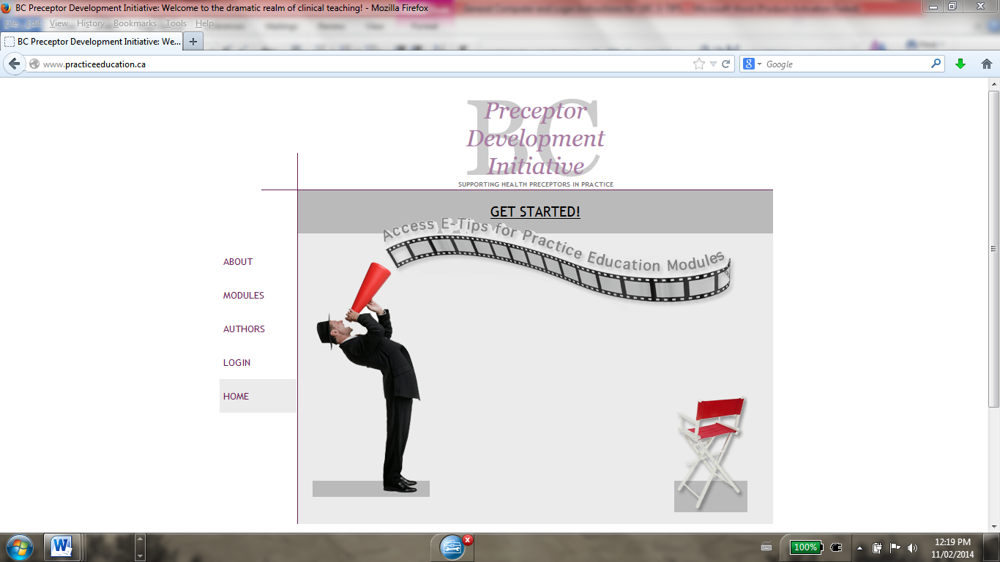 BC Preceptor Development Initiative: Welcome to the dramatic realm of clinical teaching! - Mozilla Firefox
File Edit View History Bookmarks Tools Help
BC Preceptor Development Initiative: We...
www.practiceeducation.ca
Google
BC
Preceptor
Development
Initiative
SUPPORTING HEALTH PRECEPTORS IN PRACTICE
GET STARTED!
Access E-Tips for Practice Education Modules
ABOUT
MODULES
AUTHORS
LOGIN
HOME
100%
12:19 PM
11/02/2014